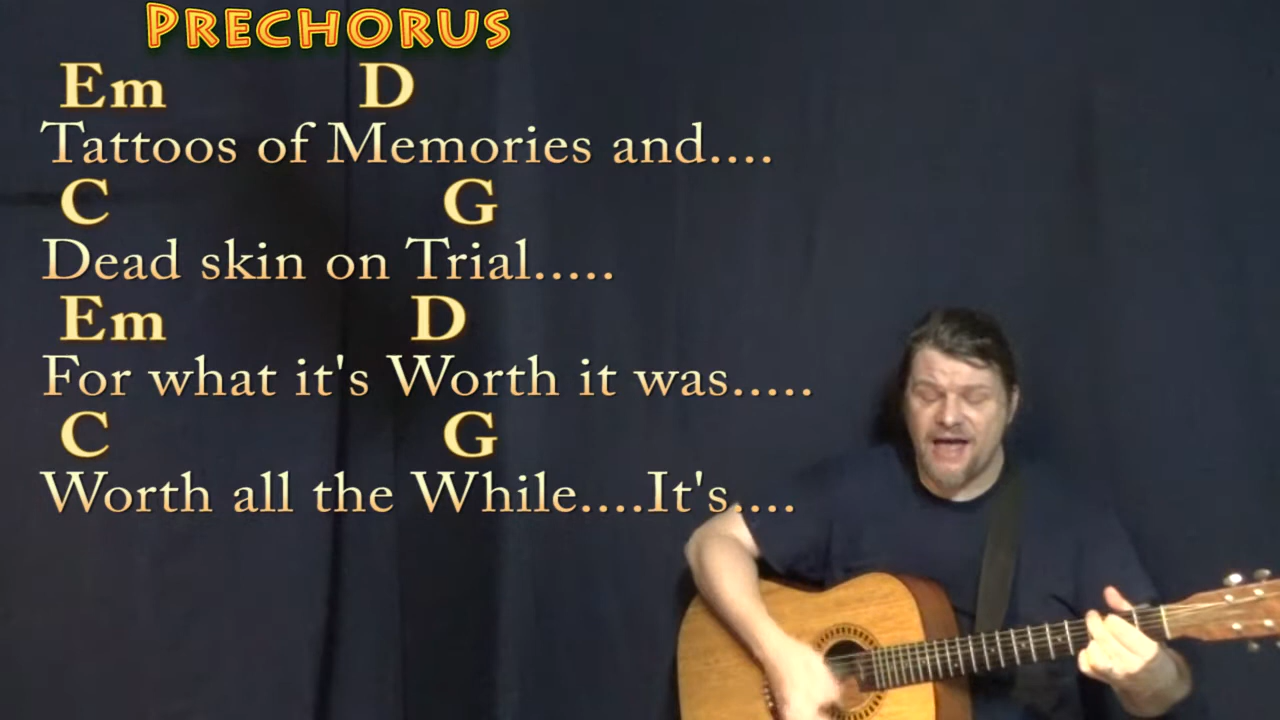 PRECHORUS
Em D
Tattoos of Memories and....
C G
Dead skin on Trial.....
Em D
For what it's Worth it was.....
C G
Worth all the While....It's....